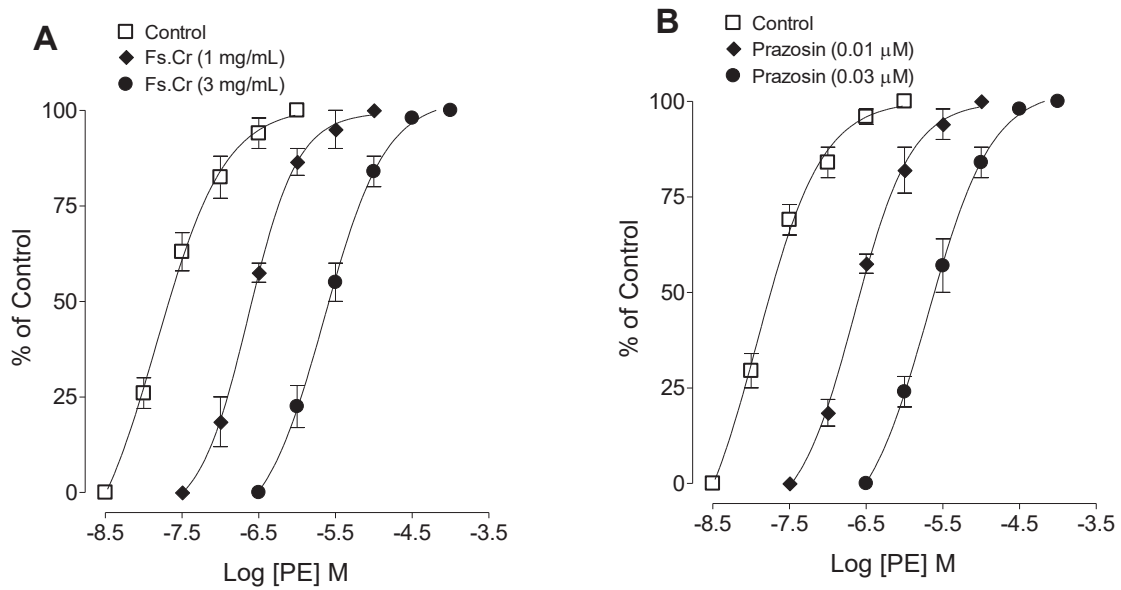 A
Control
Fs.Cr (1 mg/mL)
Fs.Cr (3 mg/mL)
100
75
50
25
0
% of Control
-8.5 -7.5 -6.5 -5.5 -4.5 -3.5
Log [PE] M
B
Control
Prazosin (0.01 μM)
Prazosin (0.03 μM)
100
75
50
25
0
% of Control
-8.5 -7.5 -6.5 -5.5 -4.5 -3.5
Log [PE] M